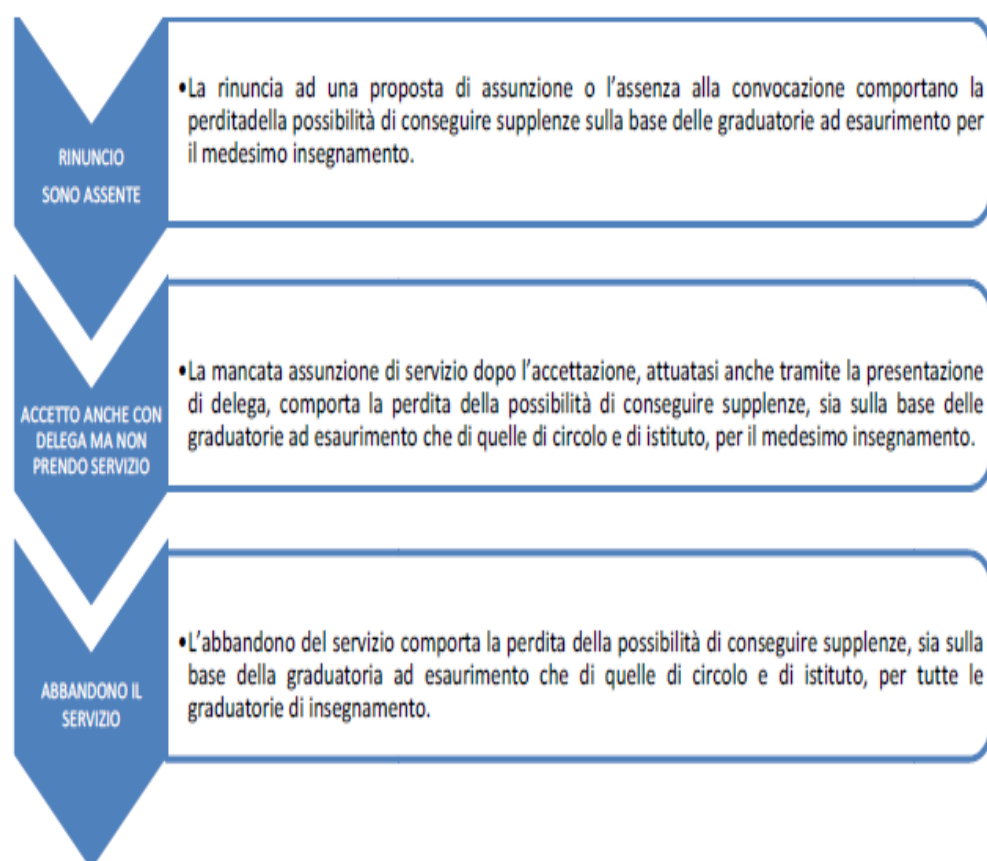 RINUNCIO
SONO ASSENTE
•La rinuncia ad una proposta di assunzione o l'assenza alla convocazione comportano la
perditadella possibilità di conseguire supplenze sulla base delle graduatorie ad esaurimento per
il medesimo insegnamento.
ACCETTO ANCHE CON
DELEGA MA NON
PRENDO SERVIZIO
•La mancata assunzione di servizio dopo l'accettazione, attuatasi anche tramite la presentazione
di delega, comporta la perdita della possibilità di conseguire supplenze, sia sulla base delle
graduatorie ad esaurimento che di quelle di circolo e di istituto, per il medesimo insegnamento.
ABBANDONO IL
SERVIZIO
•L'abbandono del servizio comporta la perdita della possibilità di conseguire supplenze, sia sulla
base della graduatoria ad esaurimento che di quelle di circolo e di istituto, per tutte le
graduatorie di insegnamento.